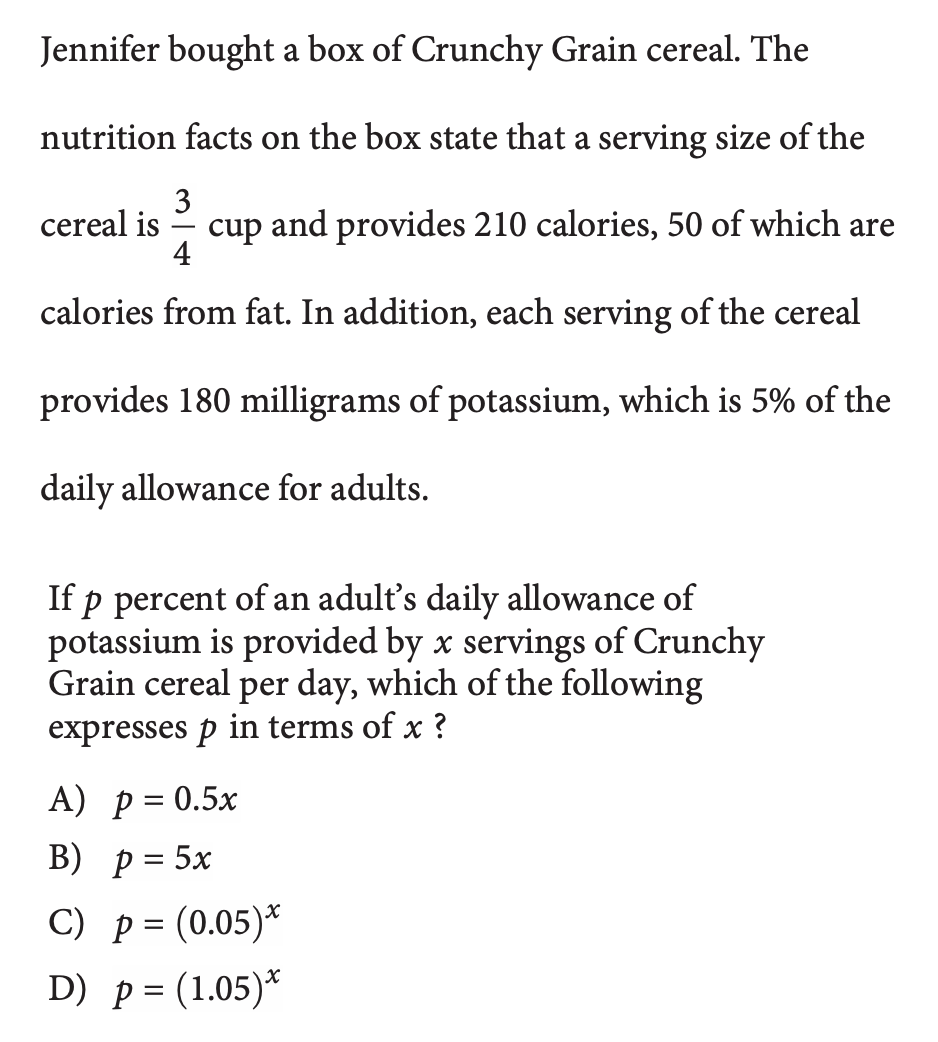 Jennifer bought a box of Crunchy Grain cereal. The
nutrition facts on the box state that a serving size of the
cereal is 3/4 cup and provides 210 calories, 50 of which are
calories from fat. In addition, each serving of the cereal
provides 180 milligrams of potassium, which is 5% of the
daily allowance for adults.
If p percent of an adult’s daily allowance of
potassium is provided by x servings of Crunchy
Grain cereal per day, which of the following
expresses p in terms of x ?
A) p = 0.5x
B) p = 5x
C) p = (0.05)^x
D) p = (1.05)^x